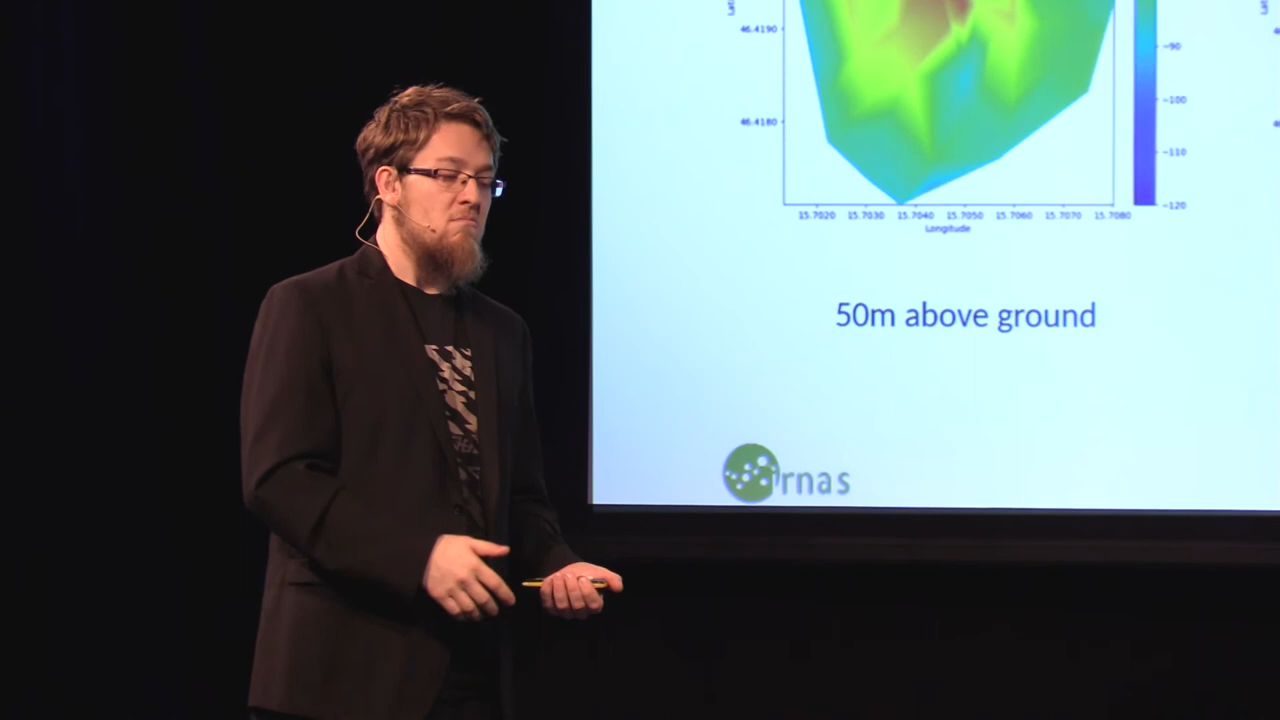 46.4190
46.4180
-90
-100
-110
-120
15.7020 15.7030 15.7040 15.7050 15.7060 15.7070 15.7080
Longitude
50m above ground
arnas